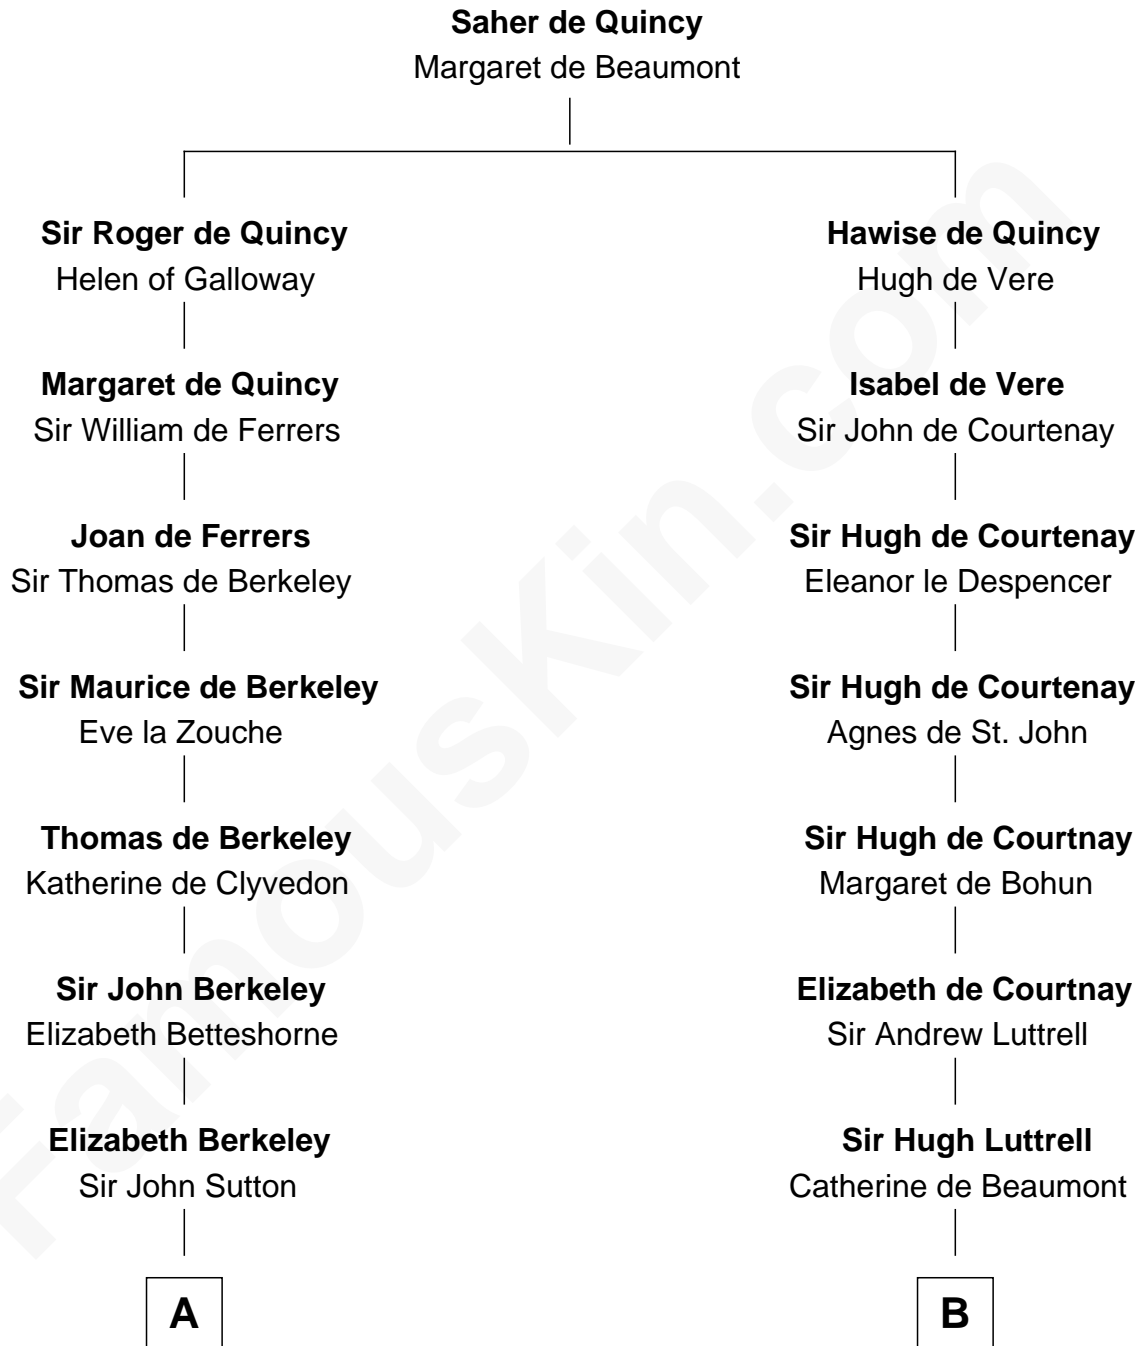 Saher de Quincy
Margaret de Beaumont
Sir Roger de Quincy
Helen of Galloway
Hawise de Quincy
Hugh de Vere
Margaret de Quincy
Sir William de Ferrers
Isabel de Vere
Sir John de Courtenay
Joan de Ferrers
Sir Thomas de Berkeley
Sir Hugh de Courtenay
Eleanor le Despencer
Sir Maurice de Berkeley
Eve la Zouche
Sir Hugh de Courtenay
Agnes de St. John
Thomas de Berkeley
Katherine de Clyvedon
Sir Hugh de Courtnay
Margaret de Bohun
Sir John Berkeley
Elizabeth Betteshorne
Elizabeth de Courtnay
Sir Andrew Luttrell
Elizabeth Berkeley
Sir John Sutton
Sir Hugh Luttrell
Catherine de Beaumont
A
B
FamousKin.com